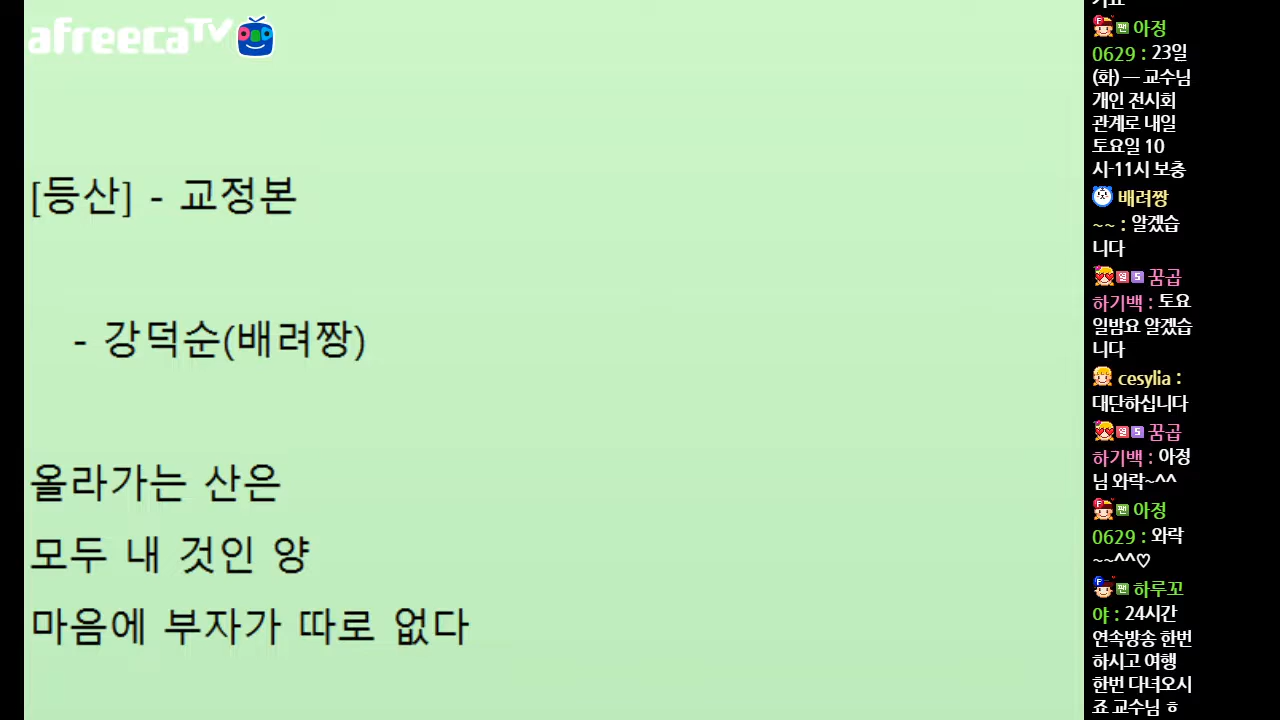 afreecaTV
[등산] - 교정본
- 강덕순(배려짱)
올라가는 산은
모두 내 것인 양
마음에 부자가 따로 없다
아정
0629 : 23일
(화) ㅡ 교수님
개인 전시회
관계로 내일
토요일 10
시-11시 보충
배려짱
~~ : 알겠습
니다
꿈곱
하기백 : 토요
일밤요 알겠습
니다
cesylia :
대단하십니다
꿈곱
하기백 : 아정
님 와락~^^
아정
0629 : 와락
~~^^♡
하루꼬
야 : 24시간
연속방송 한번
하시고 여행
한번 다녀오시
죠 교수님 ㅎ